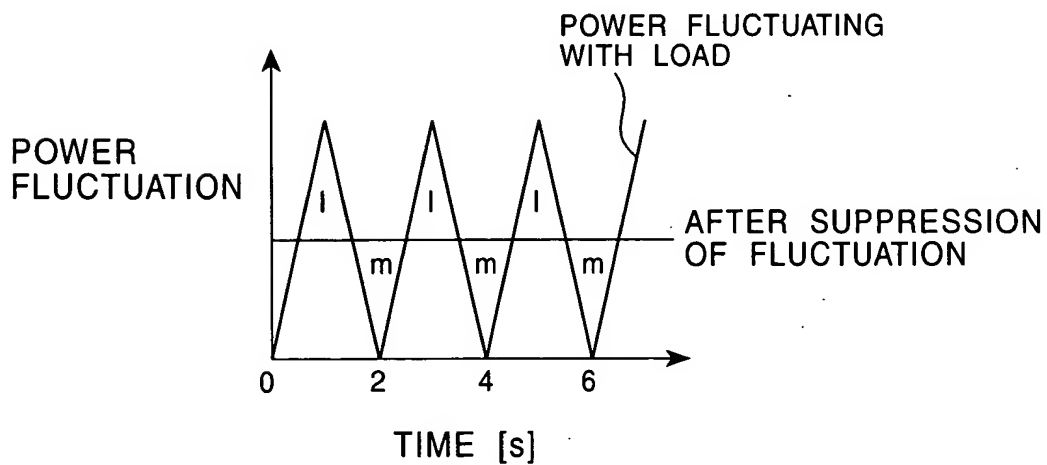 POWER FLUCTUATING
WITH LOAD
POWER
FLUCTUATION
l l l
AFTER SUPPRESSION
OF FLUCTUATION
m m m
0 2 4 6
TIME [s]